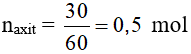 n_axit = 30/60 = 0,5 mol